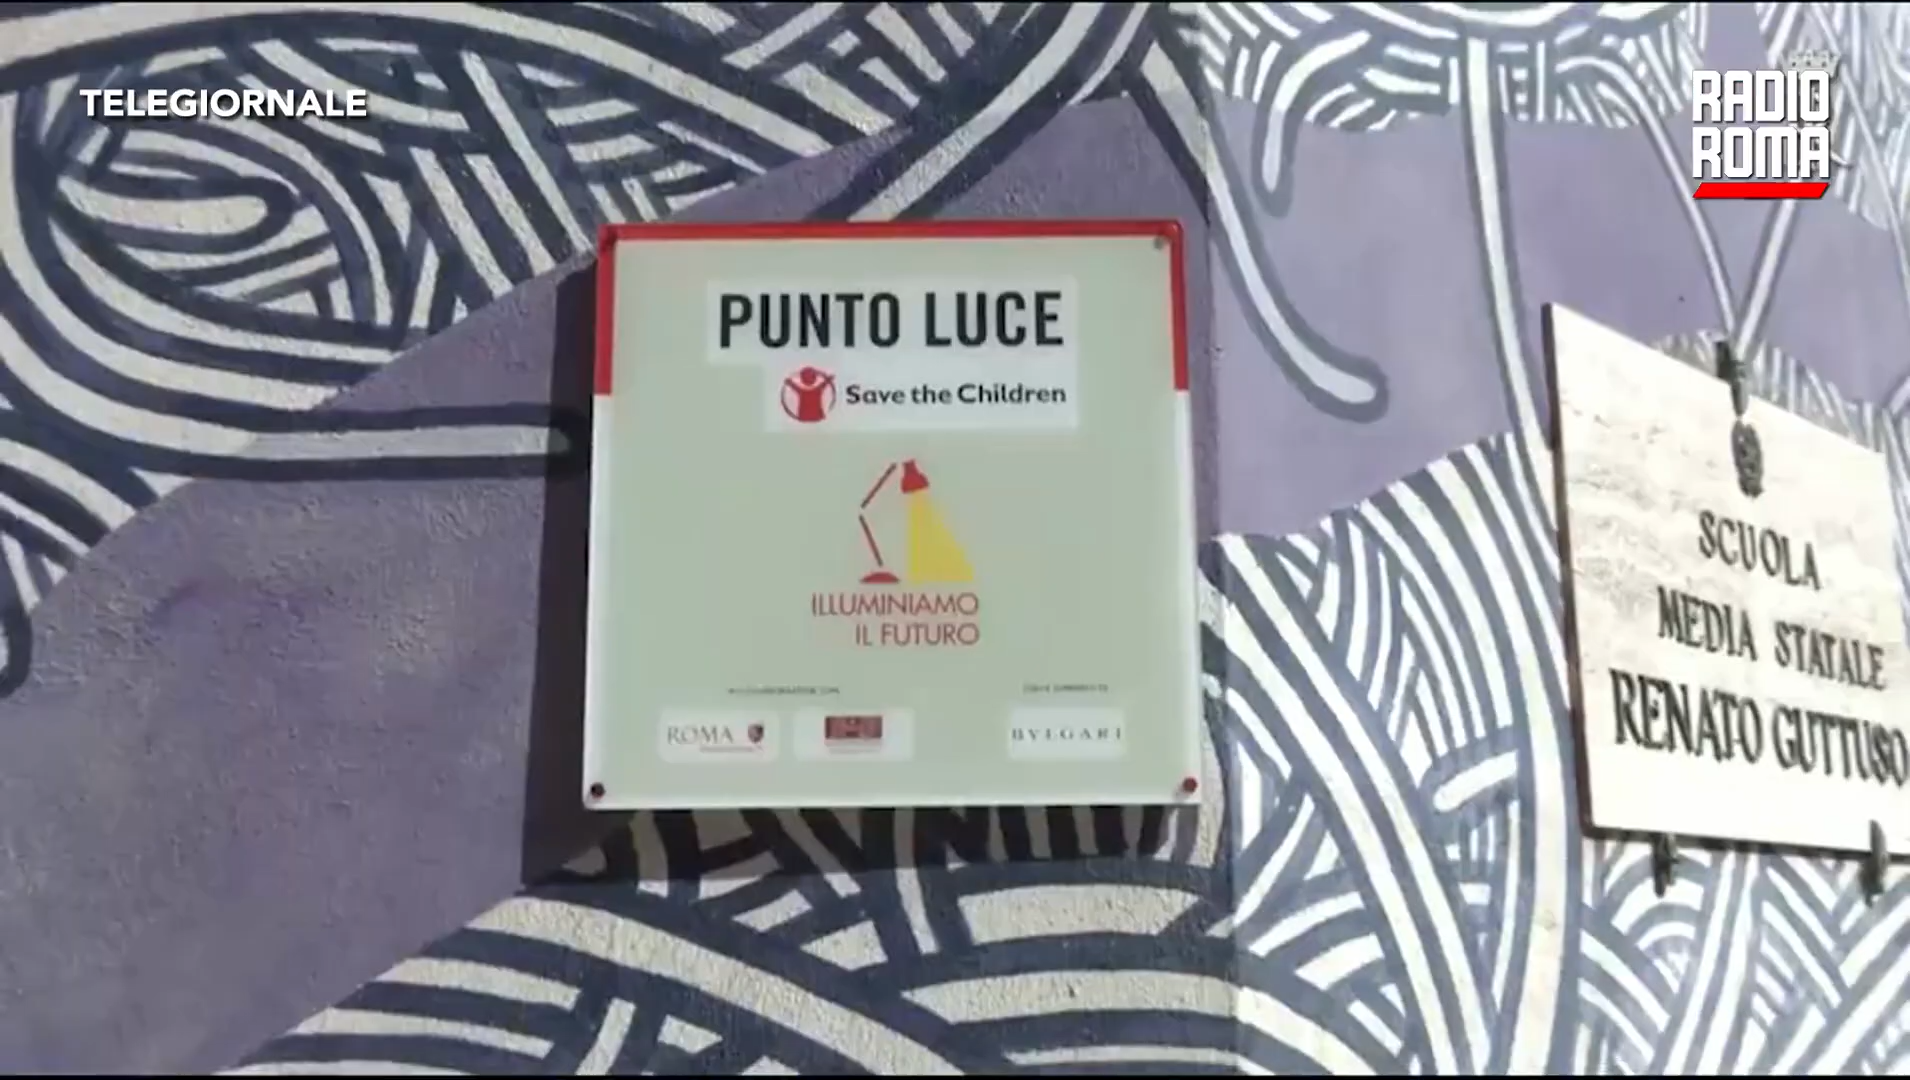 TELEGIORNALE
RADIO
ROMA
PUNTO LUCE
Save the Children
ILLUMINIAMO
IL FUTURO
ROMA
BVLGARI
SCUOLA
MEDIA STATALE
RENATO GUTTUSO